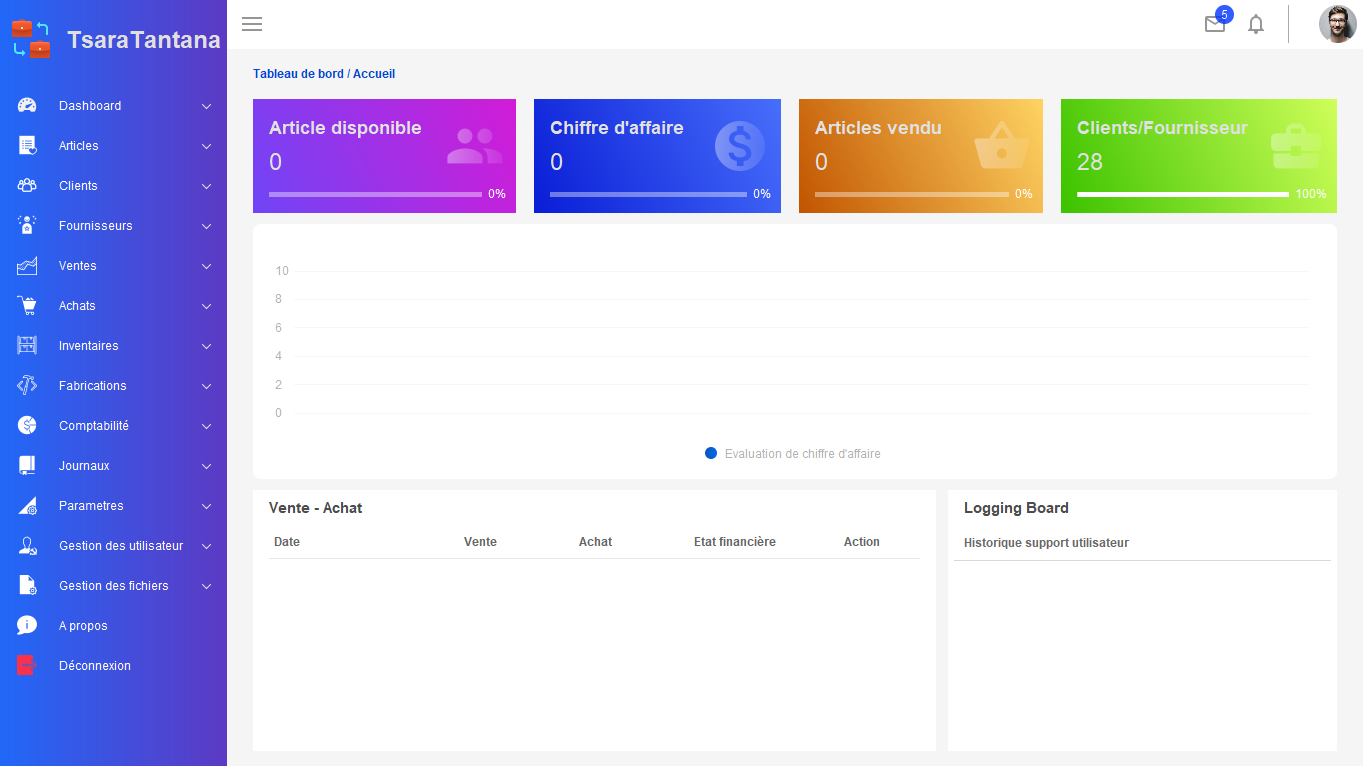 TsaraTantana
5
Dashboard
Articles
Clients
Fournisseurs
Ventes
Achats
Inventaires
Fabrications
Comptabilité
Journaux
Parametres
Gestion des utilisateur
Gestion des fichiers
A propos
Déconnexion
Tableau de bord / Accueil
Article disponible
0
0%
Chiffre d'affaire
0
0%
Articles vendu
0
0%
Clients/Fournisseur
28
100%
10
8
6
4
2
0
Evaluation de chiffre d'affaire
Vente - Achat
Date Vente Achat Etat financière Action
Logging Board
Historique support utilisateur